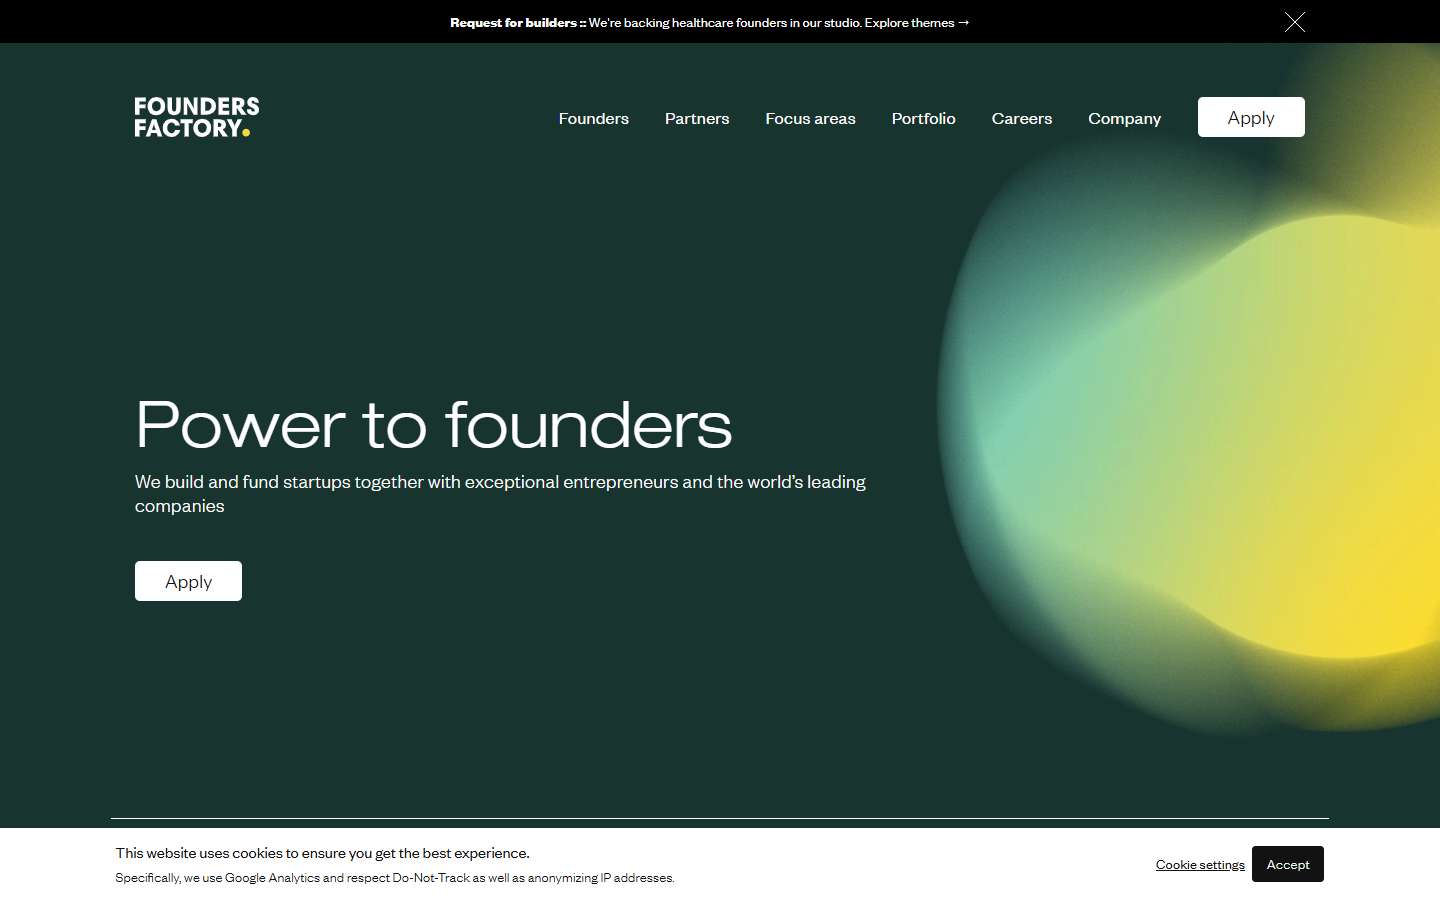 Request for builders :: We're backing healthcare founders in our studio. Explore themes →
FOUNDERS
FACTORY.
Founders
Partners
Focus areas
Portfolio
Careers
Company
Apply
Power to founders
We build and fund startups together with exceptional entrepreneurs and the world's leading
companies
Apply
This website uses cookies to ensure you get the best experience.
Specifically, we use Google Analytics and respect Do-Not-Track as well as anonymizing IP addresses.
Cookie settings
Accept